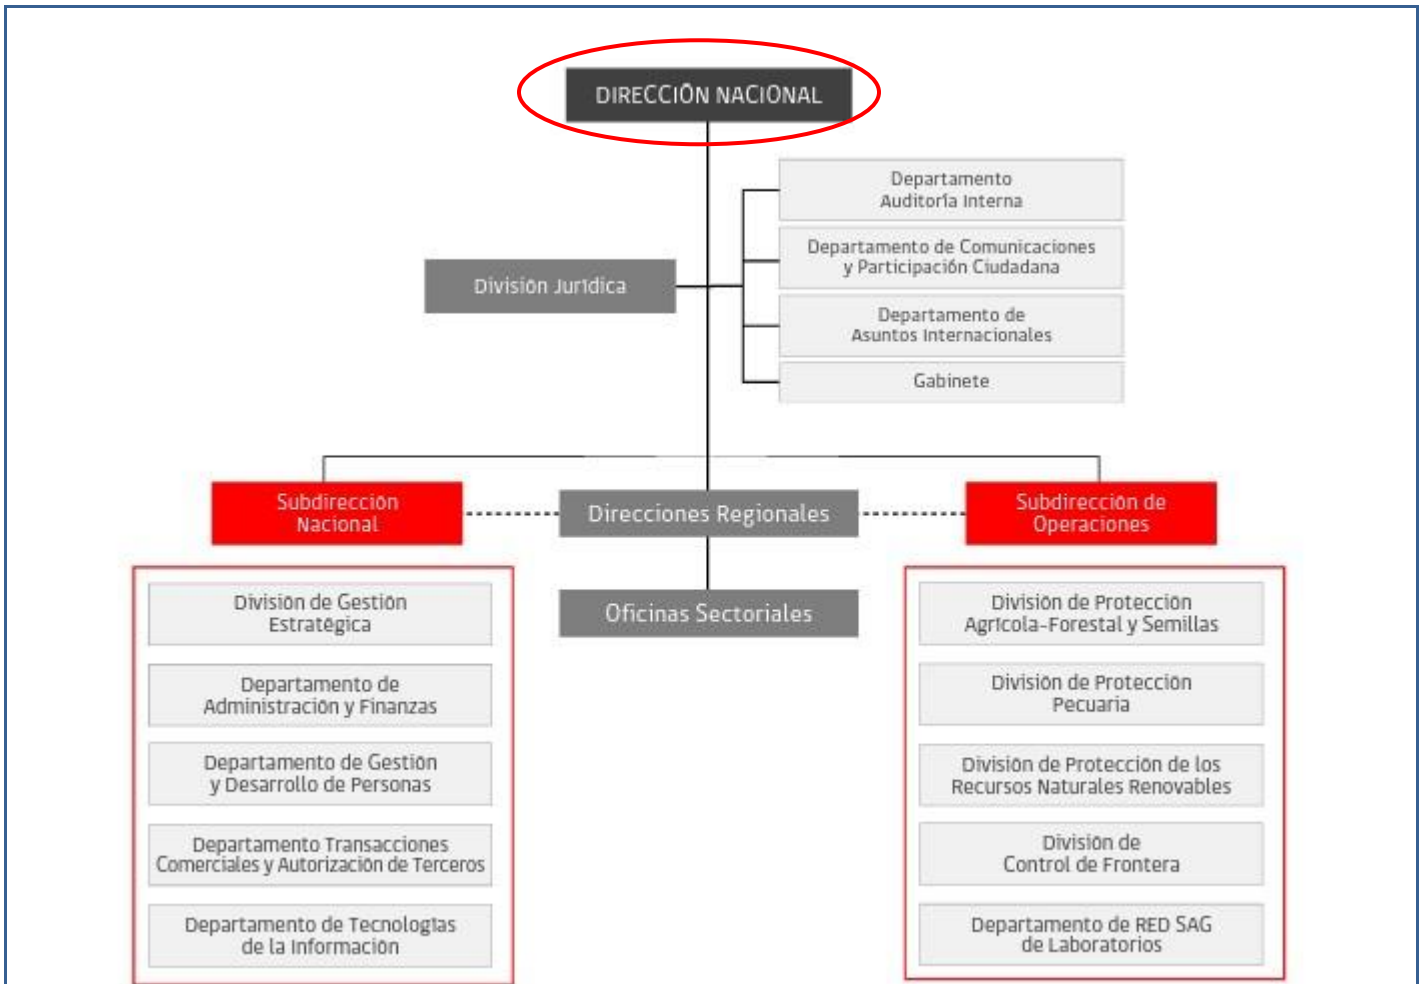 DIRECCIÓN NACIONAL
Departamento
Auditoría Interna
Departamento de Comunicaciones
y Participación Ciudadana
División Jurídica
Departamento de
Asuntos Internacionales
Gabinete
Subdirección
Nacional
Direcciones Regionales
Subdirección de
Operaciones
Oficinas Sectoriales
División de Gestión
Estratégica
Departamento de
Administración y Finanzas
Departamento de Gestión
y Desarrollo de Personas
Departamento Transacciones
Comerciales y Autorización de Terceros
Departamento de Tecnologías
de la Información
División de Protección
Agrícola-Forestal y Semillas
División de Protección
Pecuaria
División de Protección de los
Recursos Naturales Renovables
División de
Control de Frontera
Departamento de RED SAG
de Laboratorios